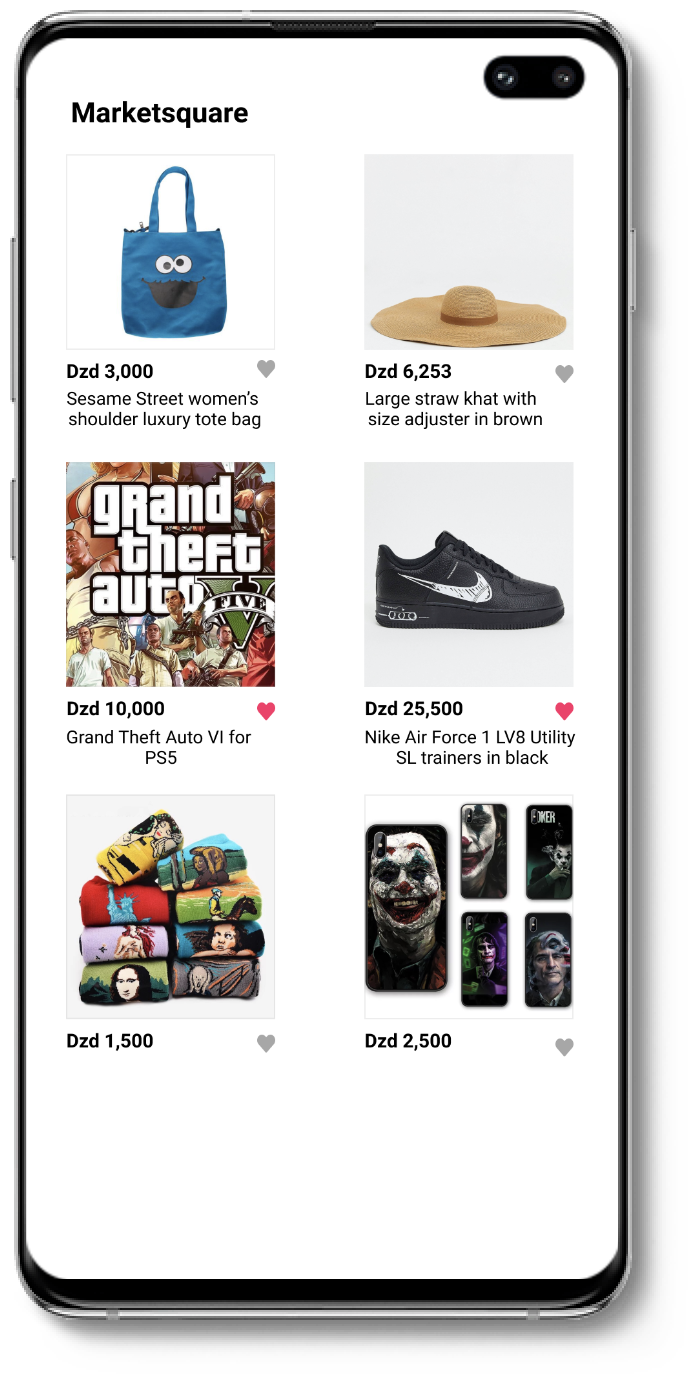 Marketsquare
Dzd 3,000
Sesame Street women's
shoulder luxury tote bag
Dzd 6,253
Large straw khat with
size adjuster in brown
grand
theft
auto V
FIVE
Dzd 10,000
Grand Theft Auto VI for
PS5
Dzd 25,500
Nike Air Force 1 LV8 Utility
SL trainers in black
JOKER
Dzd 1,500
Dzd 2,500